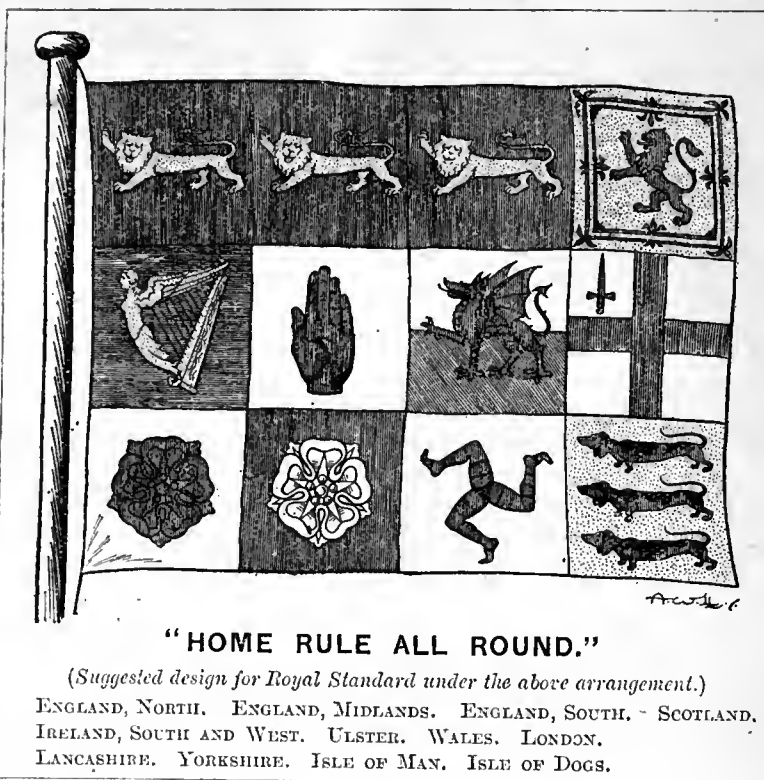 "HOME RULE ALL ROUND."
(Suggested design for Royal Standard under the above arrangement.)
ENGLAND, NORTH. ENGLAND, MIDLANDS. ENGLAND, SOUTH. - SCOTLAND.
IRELAND, SOUTH AND WEST. ULSTER. WALES. LONDON.
LANCASHIRE. YORKSHIRE. ISLE OF MAN. ISLE OF DOGS.